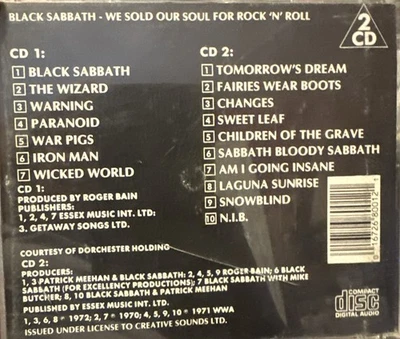 BLACK SABBATH - WE SOLD OUR SOUL FOR ROCK 'N' ROLL
2
CD
CD 1:
1 BLACK SABBATH
2 THE WIZARD
3 WARNING
4 PARANOID
5 WAR PIGS
6 IRON MAN
7 WICKED WORLD
CD 1:
PRODUCED BY ROGER BAIN
PUBLISHERS:
1, 2, 4, 7 ESSEX MUSIC INT. LTD:
3. GETAWAY SONGS LTD.
CD 2:
1 TOMORROW'S DREAM
2 FAIRIES WEAR BOOTS
3 CHANGES
4 SWEET LEAF
5 CHILDREN OF THE GRAVE
6 SABBATH BLOODY SABBATH
7 AM I GOING INSANE
8 LAGUNA SUNRISE
9 SNOWBLIND
10 N.I.B.
COURTESY OF DORCHESTER HOLDING
CD 2:
PRODUCERS:
1, 3 PATRICK MEEHAN & BLACK SABBATH; 2, 4, 5, 9 ROGER BAIN; 6 BLACK
SABBATH (FOR EXCELLENCY PRODUCTIONS); 7 BLACK SABBATH WITH MIKE
BUTCHER; 8, 10 BLACK SABBATH & PATRICK MEEHAN
PUBLISHED BY ESSEX MUSIC INT. LTD.
1, 3, 6, 8 * 1972; 2, 7 * 1970; 4, 5, 9, 10 * 1971 WWA
ISSUED UNDER LICENSE TO CREATIVE SOUNDS LTD.
COMPACT
disc
DIGITAL AUDIO